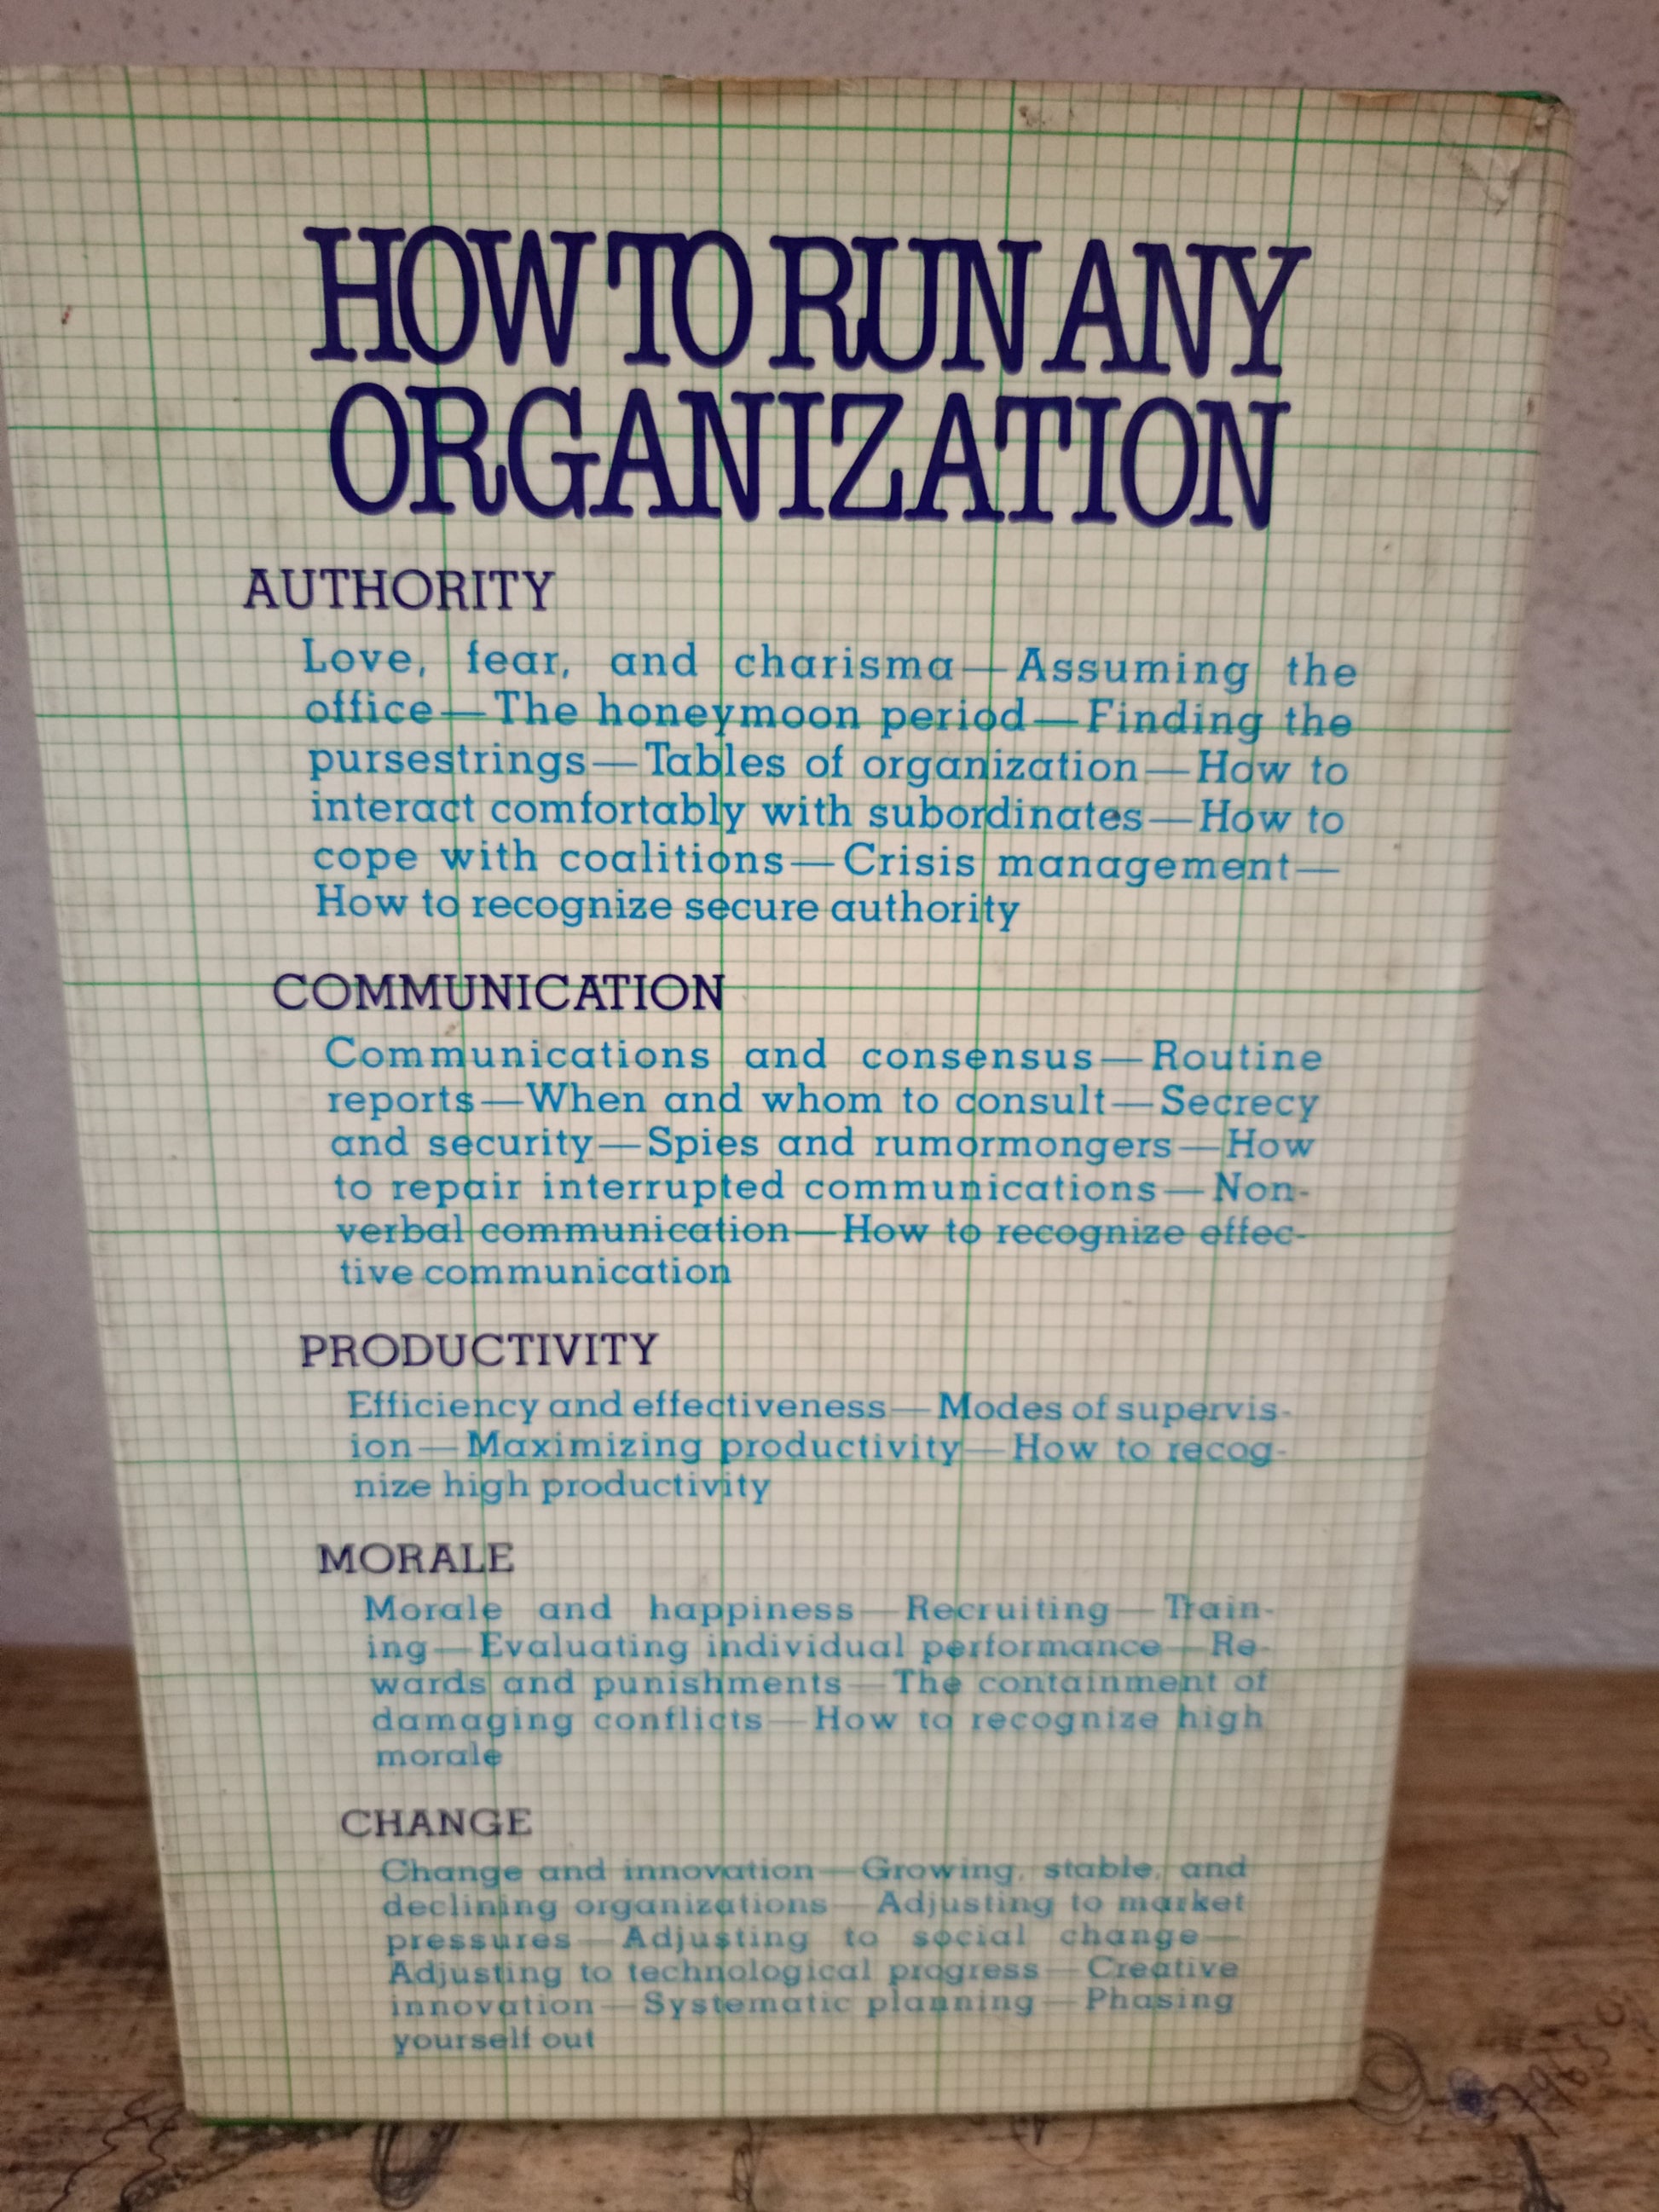 HOW TO RUN ANY
ORGANIZATION
AUTHORITY
Love, fear, and charisma—Assuming the
office—The honeymoon period—Finding the
pursestrings—Tables of organization—How to
interact comfortably with subordinates—How to
cope with coalitions—Crisis management—
How to recognize secure authority
COMMUNICATION
Communications and consensus—Routine
reports—When and whom to consult—Secrecy
and security—Spies and rumormongers—How
to repair interrupted communications—Non-
verbal communication—How to recognize effec-
tive communication
PRODUCTIVITY
Efficiency and effectiveness—Modes of supervis-
ion—Maximizing productivity—How to recog-
nize high productivity
MORALE
Morale and happiness—Recruiting—Train-
ing—Evaluating individual performance—Re-
wards and punishments—The containment of
damaging conflicts—How to recognize high
morale
CHANGE
Change and innovation—Growing, stable, and
declining organizations—Adjusting to market
pressures—Adjusting to social change—
Adjusting to technological progress—Creative
innovation—Systematic planning—Phasing
yourself out